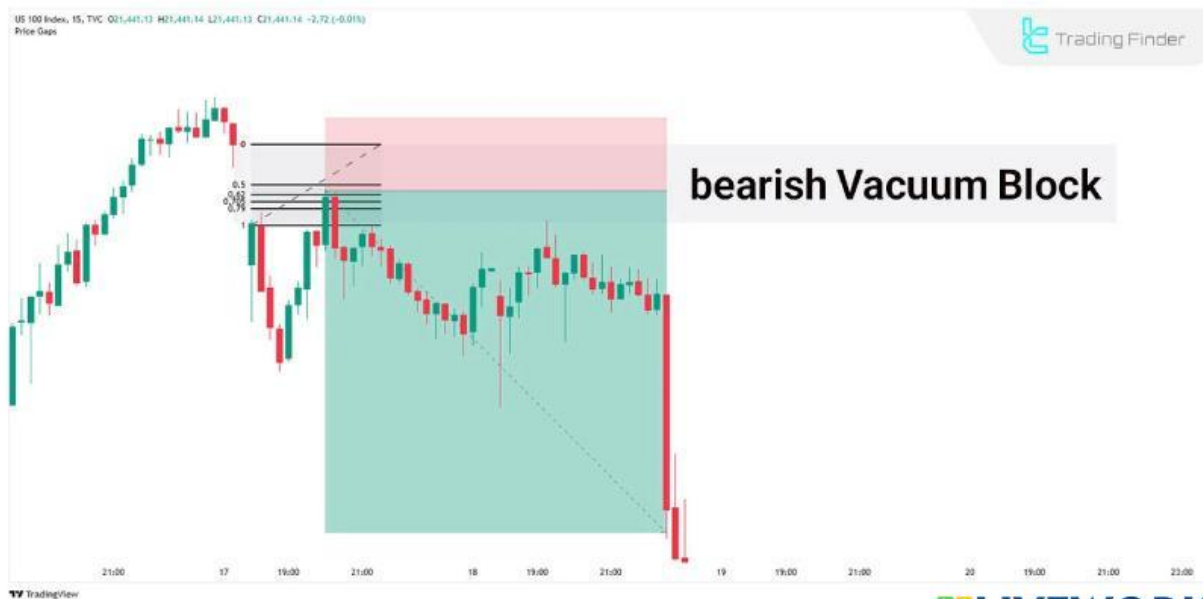 US 100 Index, 15, TVC O21,441.13 H21,441.14 L21,441.13 C21,441.14 -2.72 (-0.01%)
Price Gaps
Trading Finder
0
0.5
0.62
0.79
1
bearish Vacuum Block
21:00 17 19:00 21:00 18 19:00 21:00 19 19:00 21:00 20 19:00 21:00 23:00
TradingView